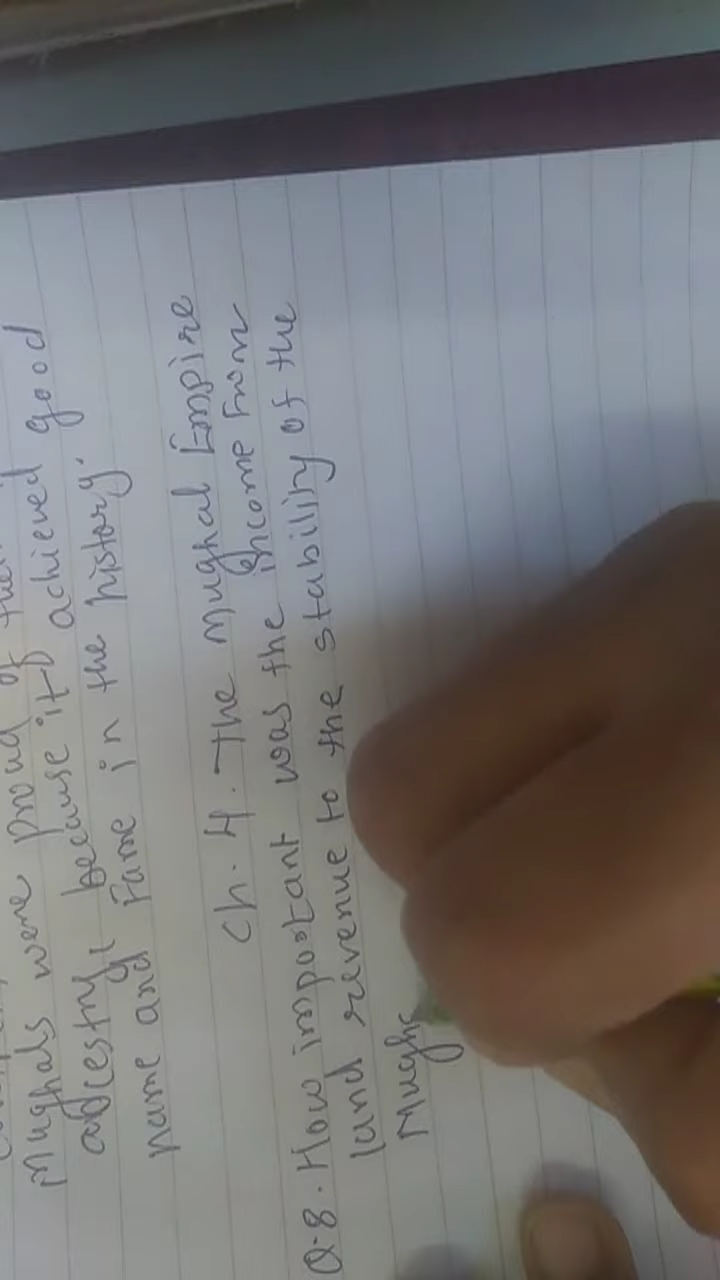 Mughals were proud of their
ancestry, because it achieved good
name and Fame in the history.
Ch. 4. The Mughal Empire
Q.8. How important was the income From
land revenue to the stability of the
Mugh